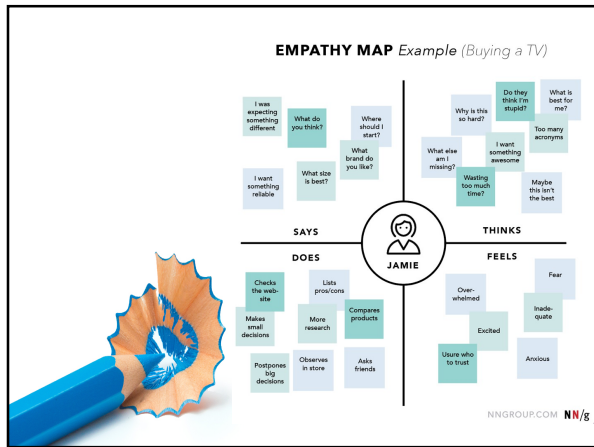 EMPATHY MAP Example (Buying a TV)
I was
expecting
something
different
What do
you think?
Where
should I
start?
What
brand do
you like?
I want
something
reliable
What size
is best?
SAYS
Why is this
so hard?
Do they
think I'm
stupid?
What is
best for
me?
Too many
acronyms
I want
something
awesome
What else
am I
missing?
Wasting
too much
time?
Maybe
this isn't
the best
THINKS
JAMIE
DOES
Checks
the web-
site
Lists
pros/cons
Makes
small
decisions
More
research
Compares
products
Postpones
big
decisions
Observes
in store
Asks
friends
FEELS
Over-
whelmed
Fear
Excited
Inade-
quate
Usure who
to trust
Anxious
NNGROUP.COM NN/g